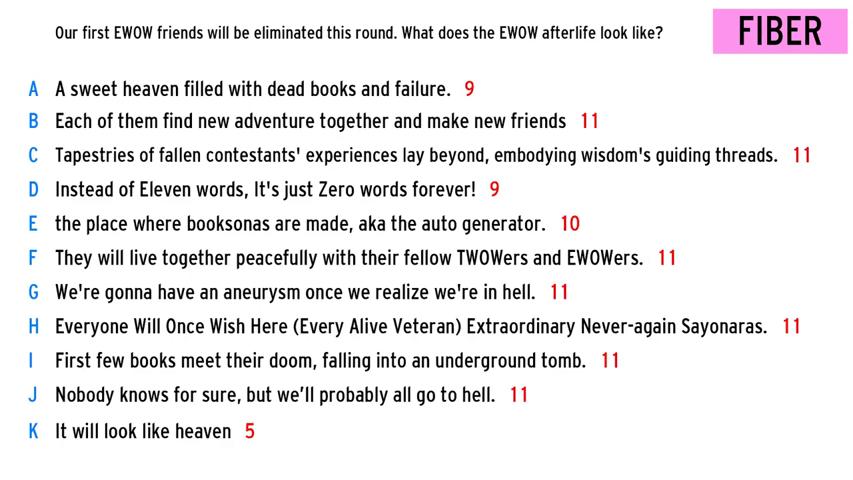 Our first EWOW friends will be eliminated this round. What does the EWOW afterlife look like?
FIBER
A A sweet heaven filled with dead books and failure. 9
B Each of them find new adventure together and make new friends 11
C Tapestries of fallen contestants' experiences lay beyond, embodying wisdom's guiding threads. 11
D Instead of Eleven words, It's just Zero words forever! 9
E the place where booksonas are made, aka the auto generator. 10
F They will live together peacefully with their fellow TWOWers and EWOWers. 11
G We're gonna have an aneurysm once we realize we're in hell. 11
H Everyone Will Once Wish Here (Every Alive Veteran) Extraordinary Never-again Sayonaras. 11
I First few books meet their doom, falling into an underground tomb. 11
J Nobody knows for sure, but we’ll probably all go to hell. 11
K It will look like heaven 5